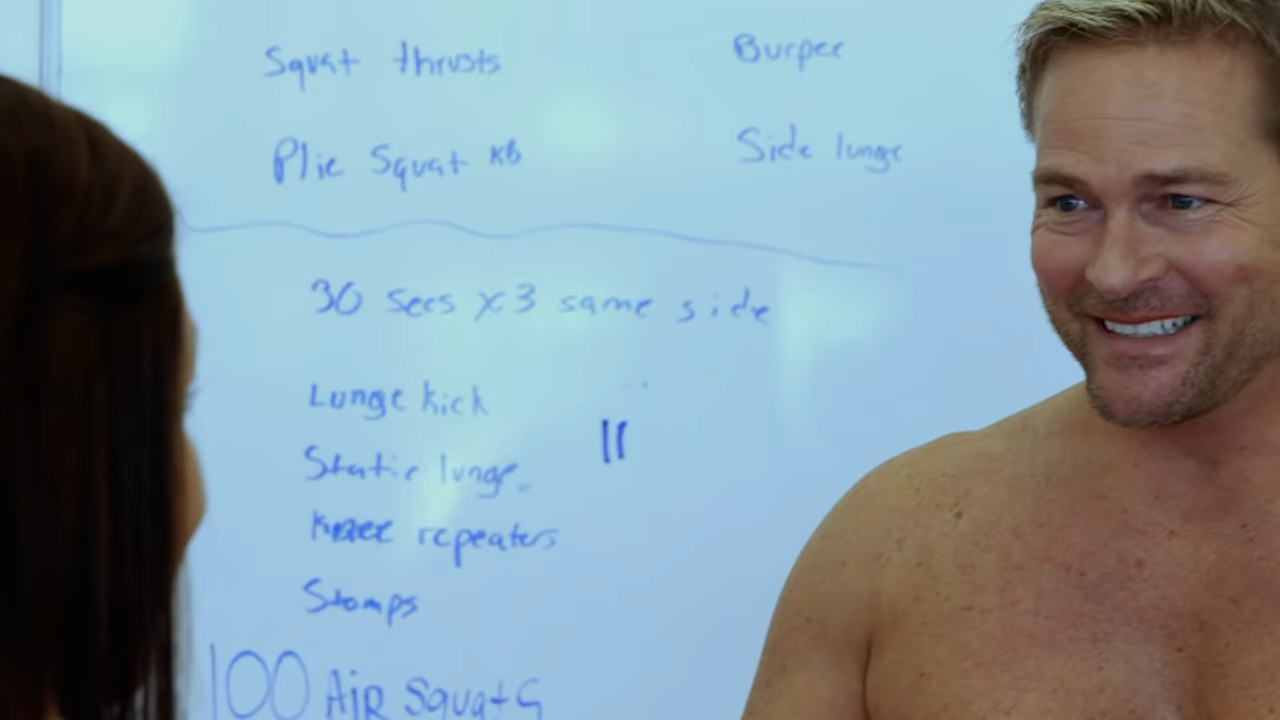 Squat thrusts Burpee
Plie Squat KB Side lunge
30 secs x3 same side
Lunge kick
Static lunge
II
Knee repeaters
Stomps
100 AiR Squats